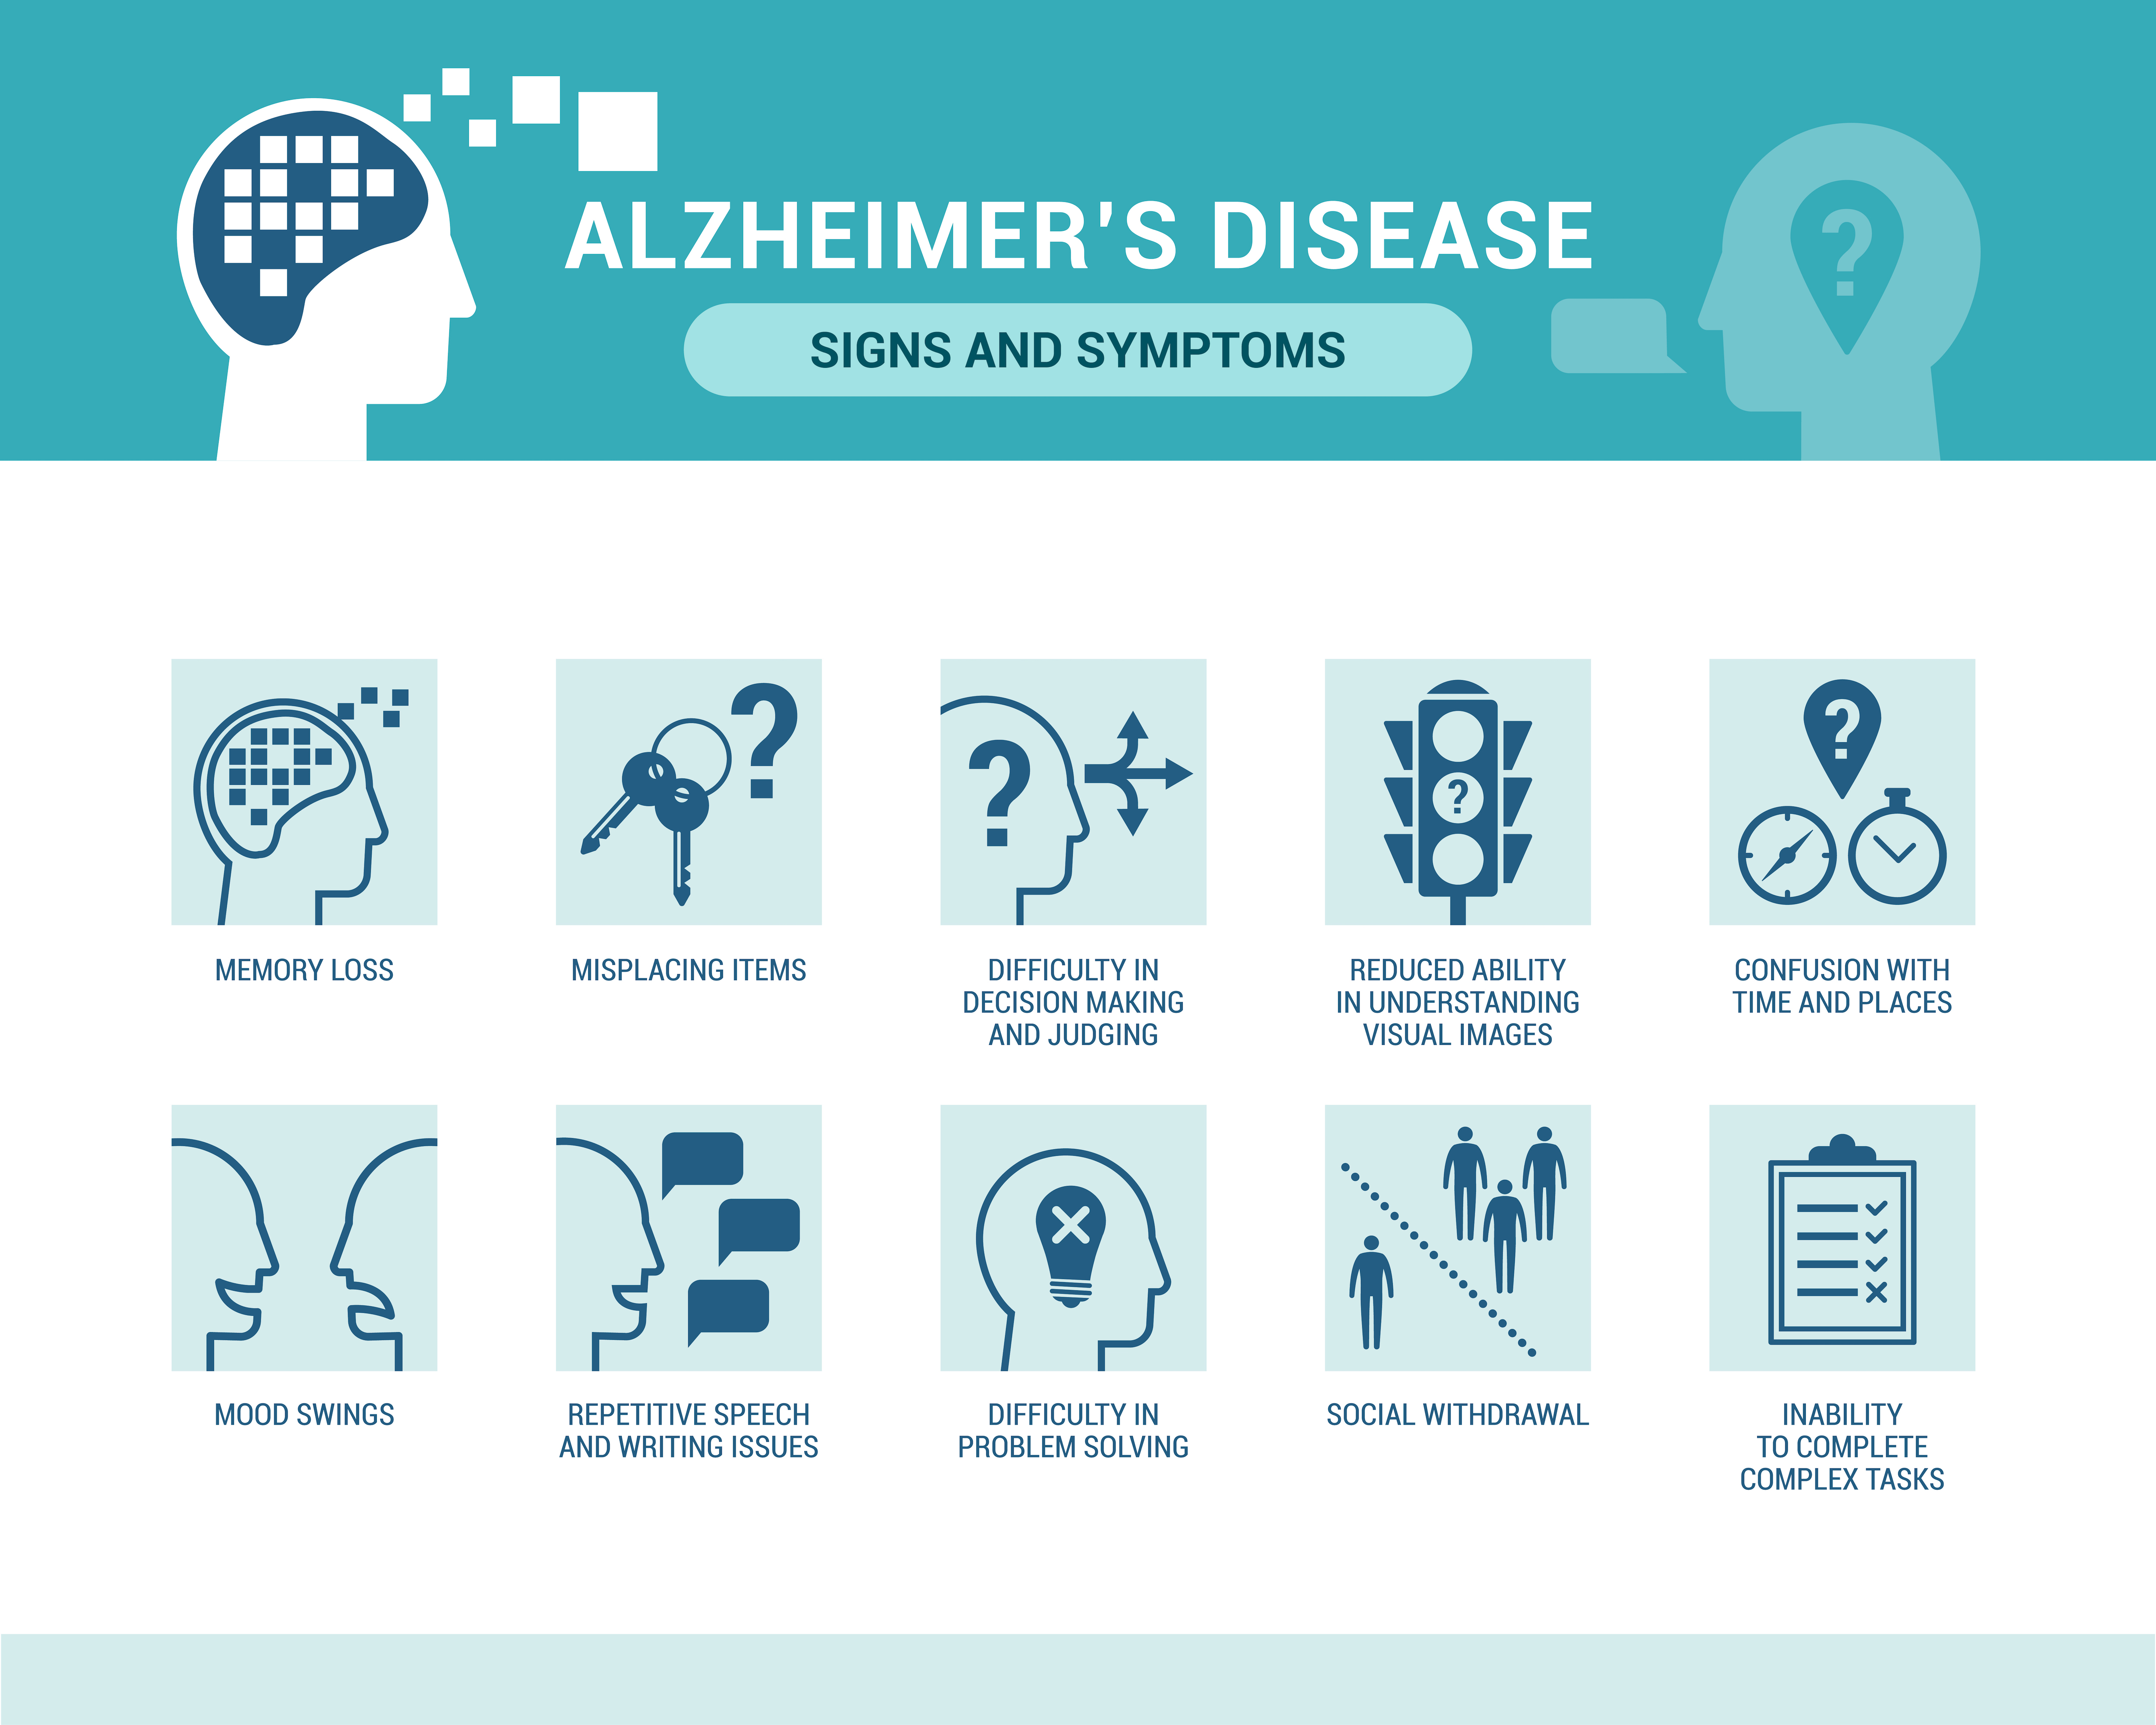 ALZHEIMER'S DISEASE
SIGNS AND SYMPTOMS
?
?
?
?
?
MEMORY LOSS
MISPLACING ITEMS
DIFFICULTY IN
DECISION MAKING
AND JUDGING
REDUCED ABILITY
IN UNDERSTANDING
VISUAL IMAGES
CONFUSION WITH
TIME AND PLACES
MOOD SWINGS
REPETITIVE SPEECH
AND WRITING ISSUES
DIFFICULTY IN
PROBLEM SOLVING
SOCIAL WITHDRAWAL
INABILITY
TO COMPLETE
COMPLEX TASKS